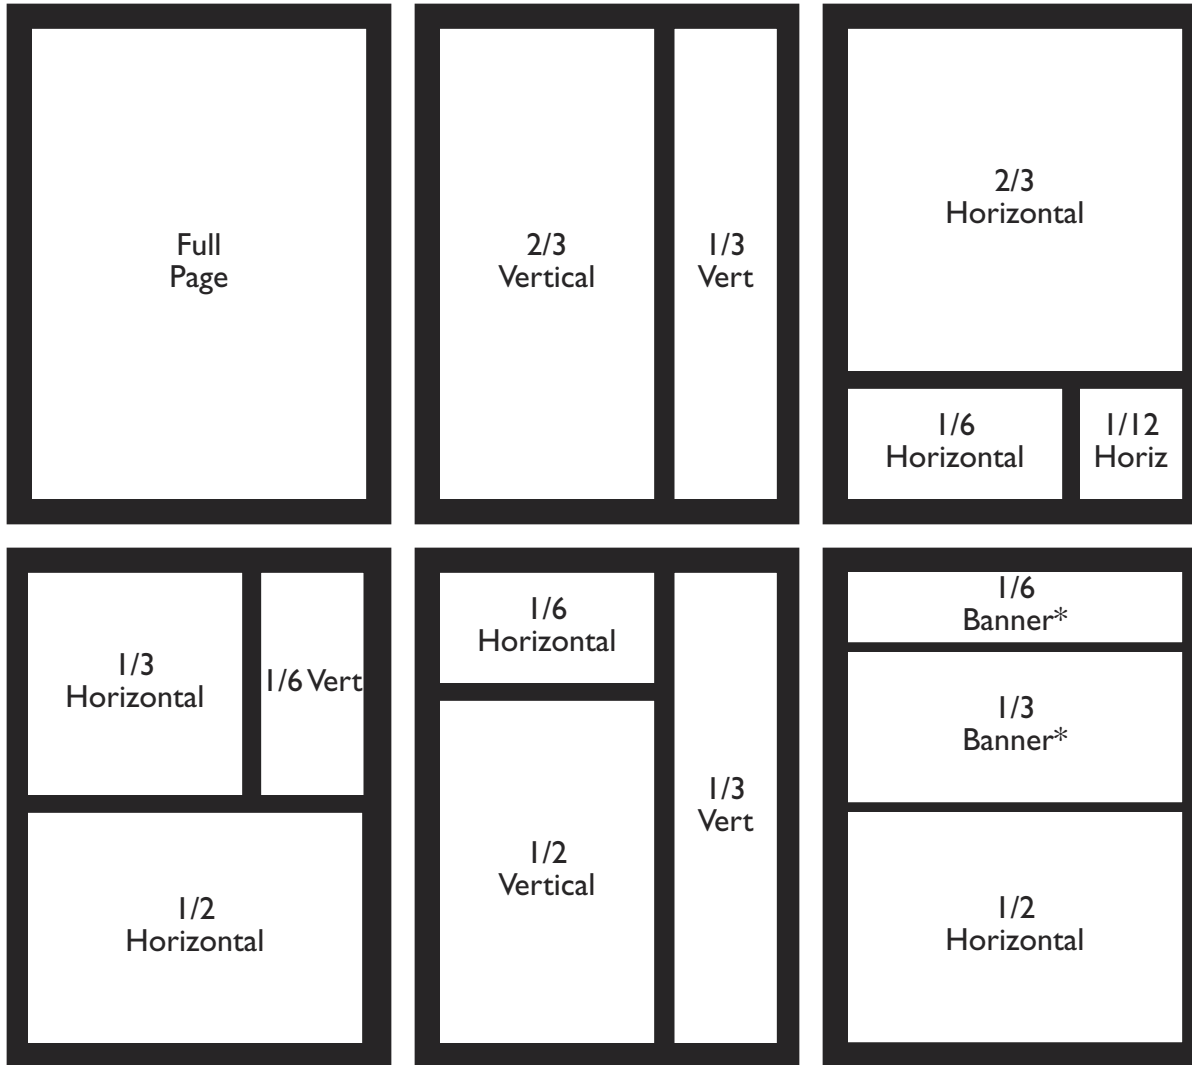 Full
Page
2/3
Vertical
1/3
Vert
2/3
Horizontal
1/6
Horizontal
1/12
Horiz
1/3
Horizontal
1/6 Vert
1/2
Horizontal
1/6
Horizontal
1/2
Vertical
1/3
Vert
1/6
Banner*
1/3
Banner*
1/2
Horizontal